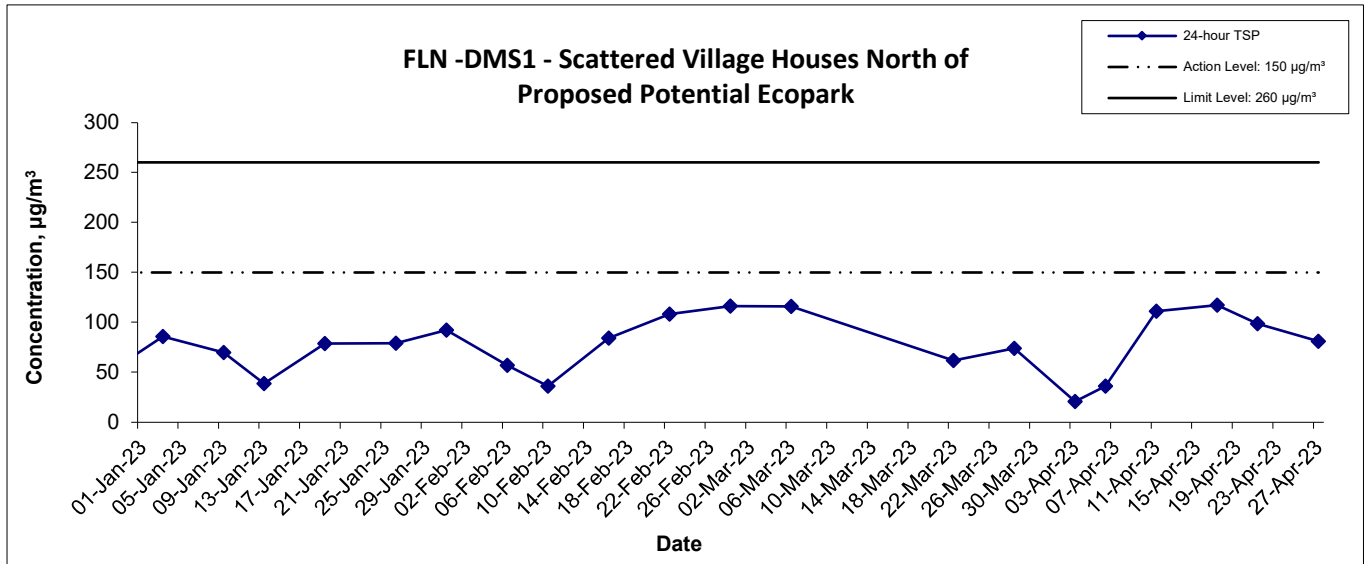 FLN -DMS1 - Scattered Village Houses North of
Proposed Potential Ecopark
24-hour TSP
Action Level: 150 µg/m³
Limit Level: 260 µg/m³
Concentration, µg/m³
300
250
200
150
100
50
0
01-Jan-23
05-Jan-23
09-Jan-23
13-Jan-23
17-Jan-23
21-Jan-23
25-Jan-23
29-Jan-23
02-Feb-23
06-Feb-23
10-Feb-23
14-Feb-23
18-Feb-23
22-Feb-23
26-Feb-23
02-Mar-23
06-Mar-23
10-Mar-23
14-Mar-23
18-Mar-23
22-Mar-23
26-Mar-23
30-Mar-23
03-Apr-23
07-Apr-23
11-Apr-23
15-Apr-23
19-Apr-23
23-Apr-23
27-Apr-23
Date